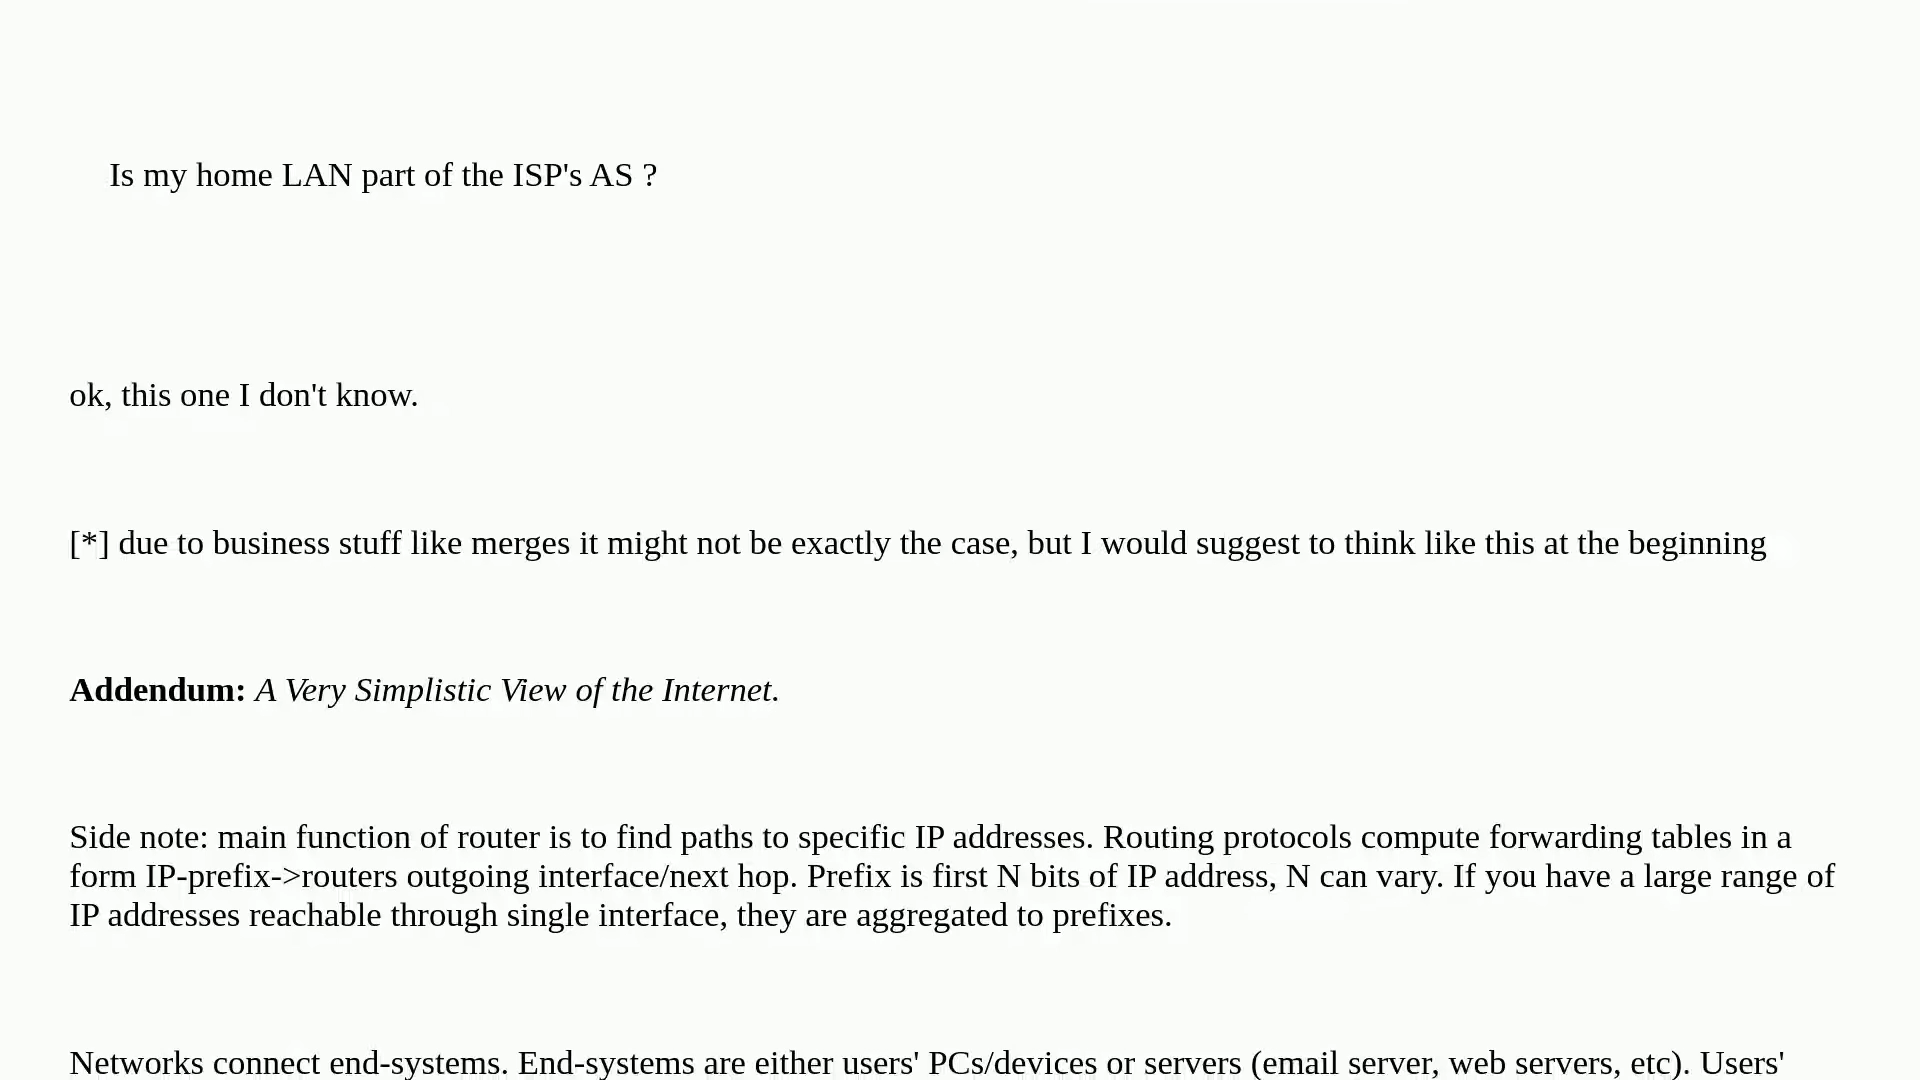 Is my home LAN part of the ISP's AS ?
ok, this one I don't know.
[*] due to business stuff like merges it might not be exactly the case, but I would suggest to think like this at the beginning
Addendum: A Very Simplistic View of the Internet.
Side note: main function of router is to find paths to specific IP addresses. Routing protocols compute forwarding tables in a
form IP-prefix->routers outgoing interface/next hop. Prefix is first N bits of IP address, N can vary. If you have a large range of
IP addresses reachable through single interface, they are aggregated to prefixes.
Networks connect end-systems. End-systems are either users' PCs/devices or servers (email server, web servers, etc). Users'